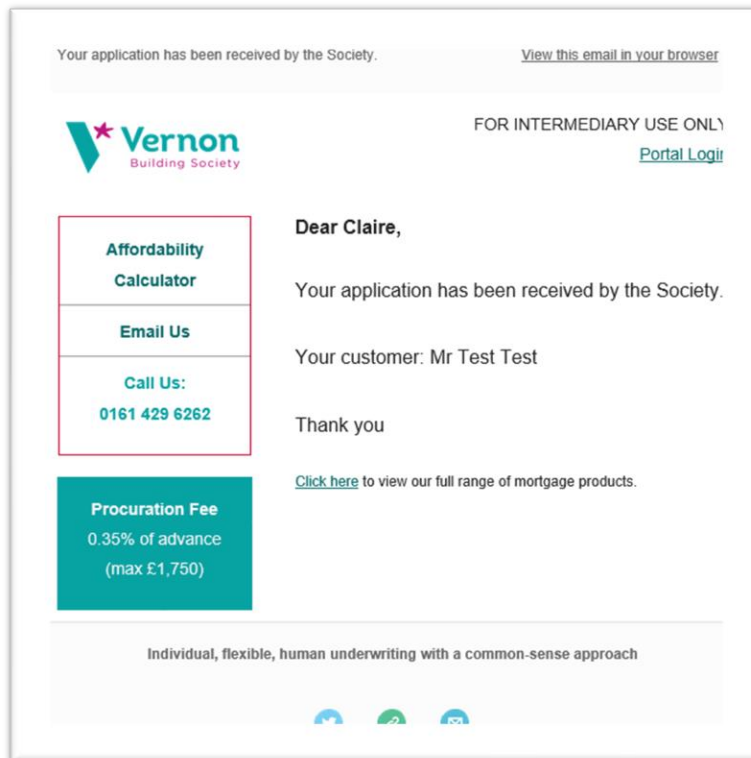 Your application has been received by the Society.
View this email in your browser
Vernon
Building Society
FOR INTERMEDIARY USE ONLY
Portal Login
Affordability
Calculator
Email Us
Call Us:
0161 429 6262
Procuration Fee
0.35% of advance
(max £1,750)
Dear Claire,
Your application has been received by the Society.
Your customer: Mr Test Test
Thank you
Click here to view our full range of mortgage products.
Individual, flexible, human underwriting with a common-sense approach